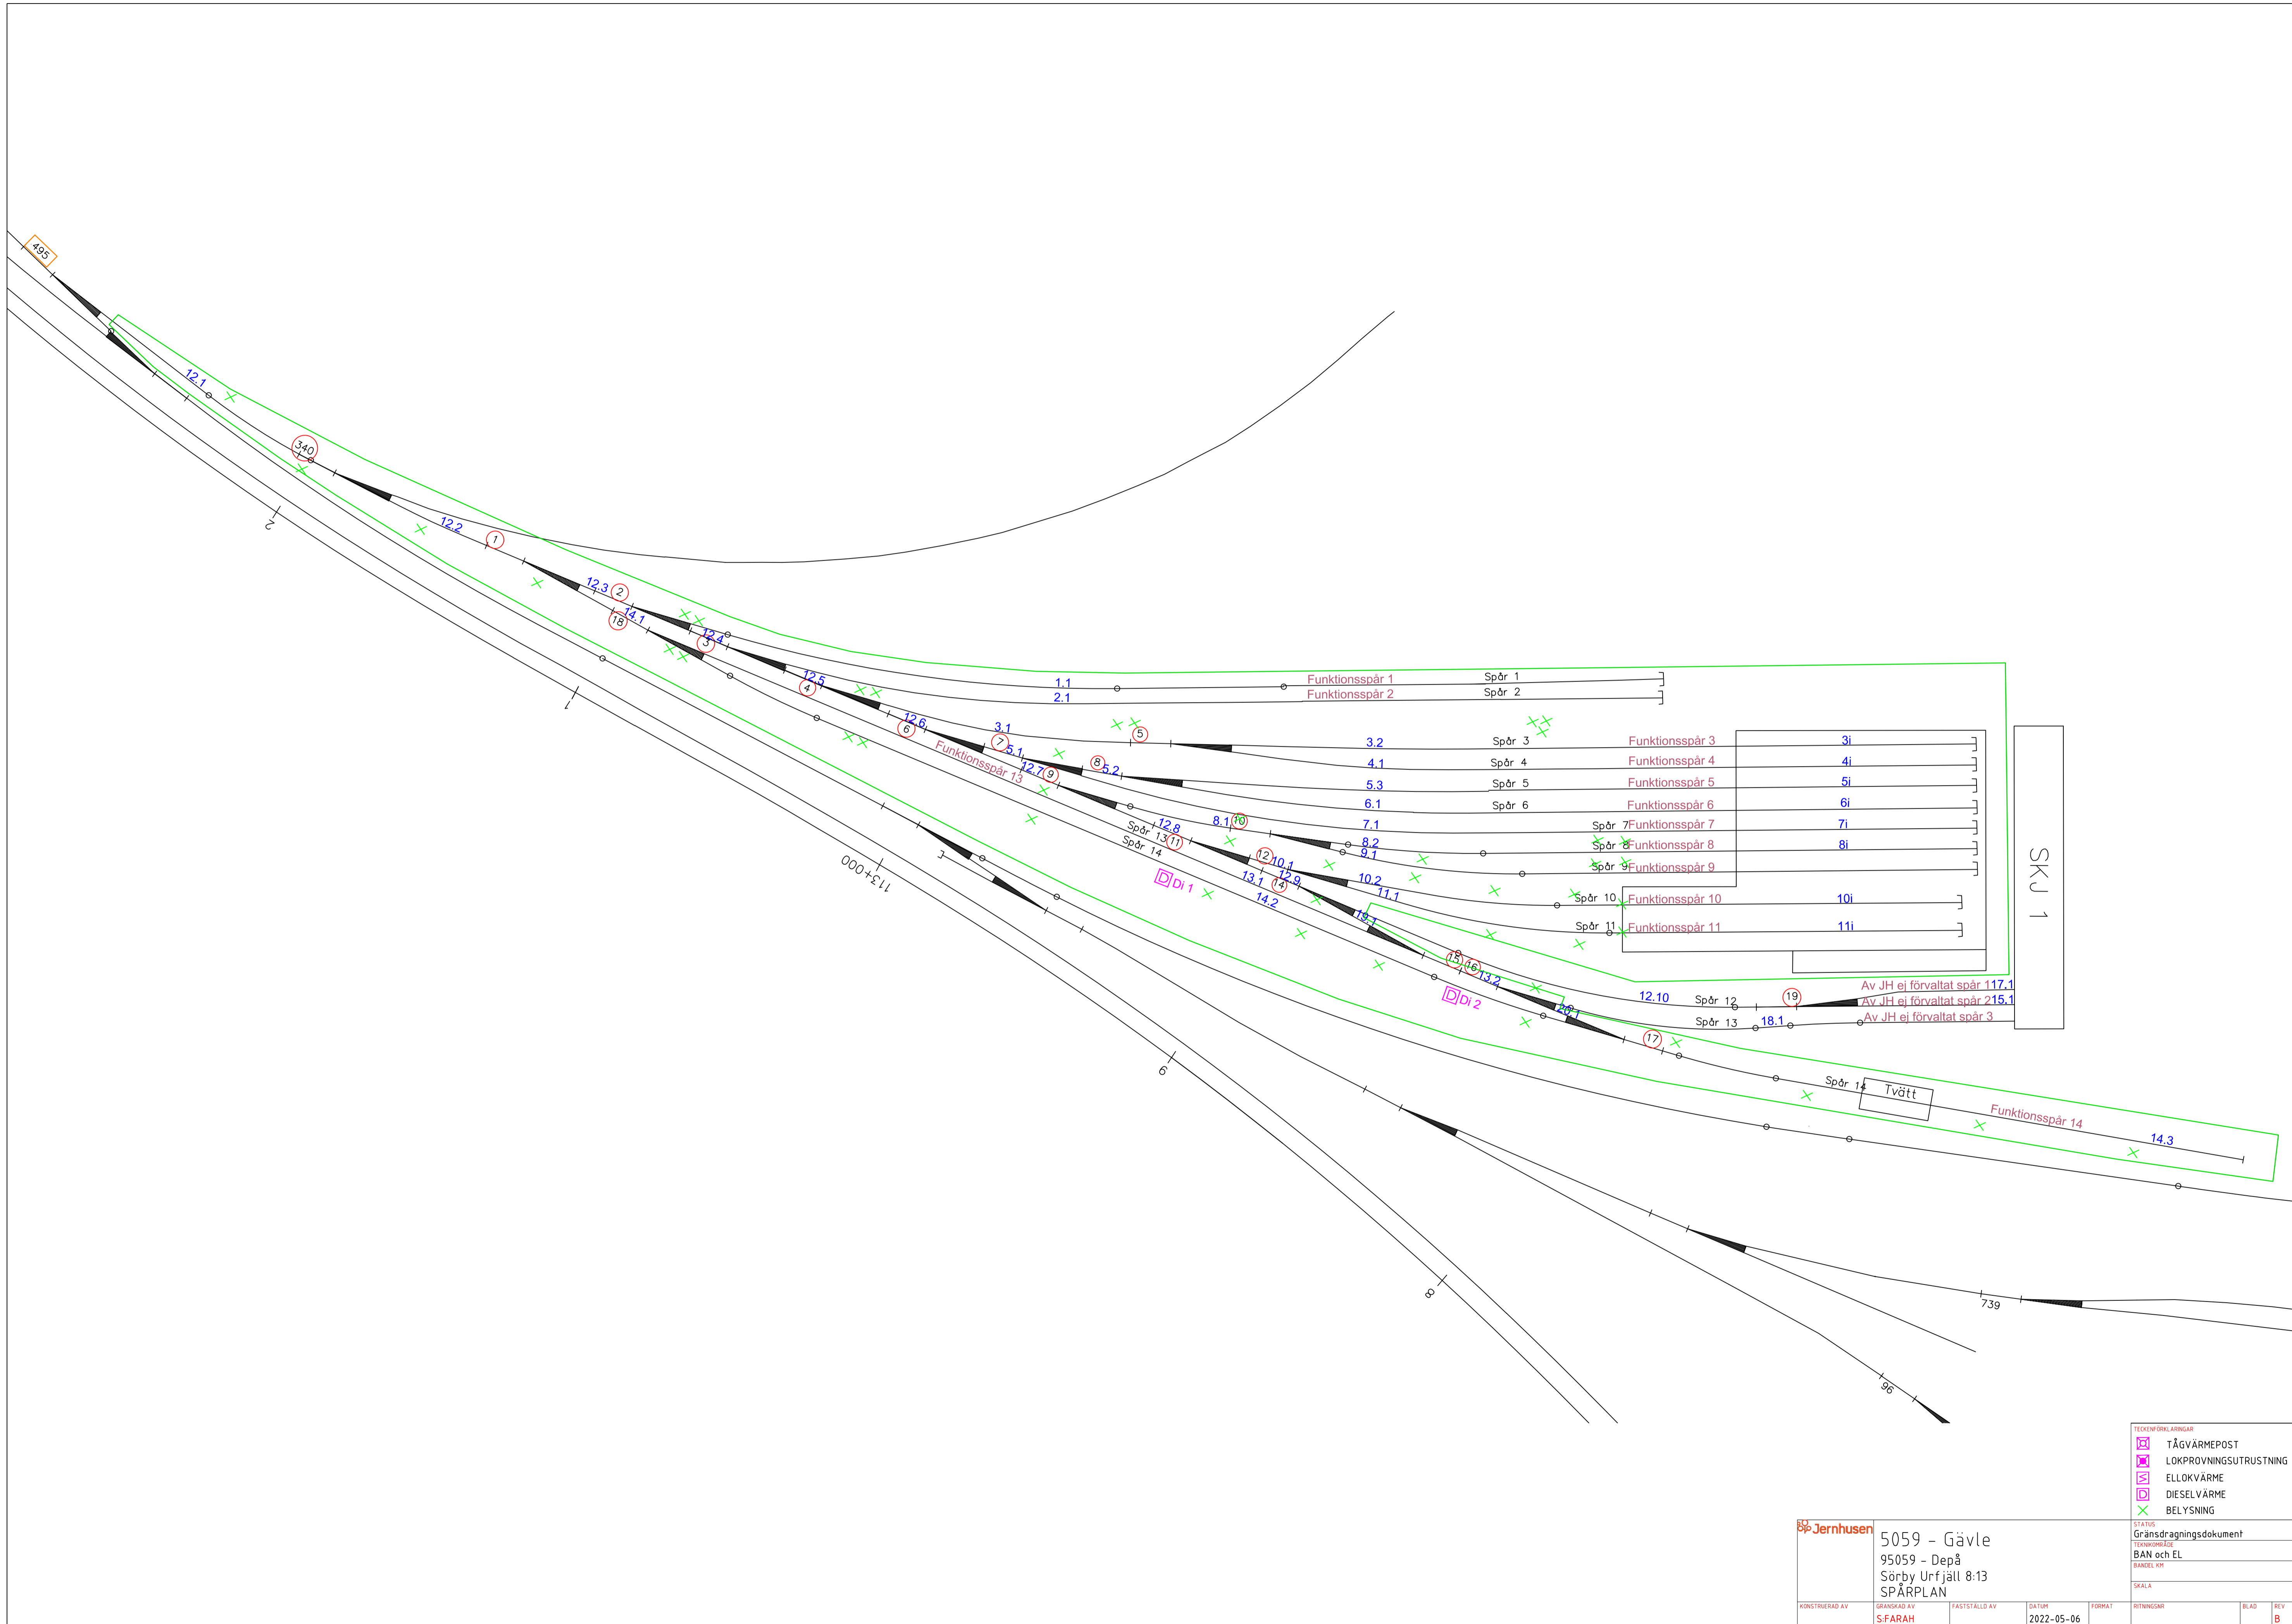 495
12.1
340
12.2
1
2
12.3
2
14.1
18
12.4
3
12.5
4
1.1
Funktionsspår 1
Spår 1
2.1
Funktionsspår 2
Spår 2
1
12.6
6
3.1
5
7
5.1
3.2
Spår 3
Funktionsspår 3
3i
Funktionsspår 13
12.7
9
8
5.2
4.1
Spår 4
Funktionsspår 4
4i
5.3
Spår 5
Funktionsspår 5
5i
6.1
Spår 6
Funktionsspår 6
6i
12.8
8.1
10
7.1
Spår 7
Funktionsspår 7
7i
Spår 13
11
8.2
Spår 8
Funktionsspår 8
8i
Spår 14
12
10.1
9.1
Spår 9
Funktionsspår 9
113+000
Di 1
13.1
12.9
14
10.2
11.1
14.2
Spår 10
Funktionsspår 10
10i
19.1
Spår 11
Funktionsspår 11
11i
SKJ 1
15
16
13.2
Di 2
20.1
12.10
Spår 12
19
Av JH ej förvaltat spår 1
17.1
Av JH ej förvaltat spår 2
15.1
Spår 13
18.1
Av JH ej förvaltat spår 3
17
9
Spår 14
Tvätt
Funktionsspår 14
14.3
8
739
96
TECKENFÖRKLARINGAR
TÅGVÄRMEPOST
LOKPROVNINGSUTRUSTNING
ELLOKVÄRME
DIESELVÄRME
BELYSNING
Jernhusen
5059 - Gävle
95059 - Depå
Sörby Urfjäll 8:13
SPÅRPLAN
STATUS
Gränsdragningsdokument
TEKNIKOMRÅDE
BAN och EL
BANDEL KM
SKALA
KONSTRUERAD AV
GRANSKAD AV
FASTSTÄLLD AV
DATUM
FORMAT
RITNINGSNR
BLAD
REV
S:FARAH
2022-05-06
B